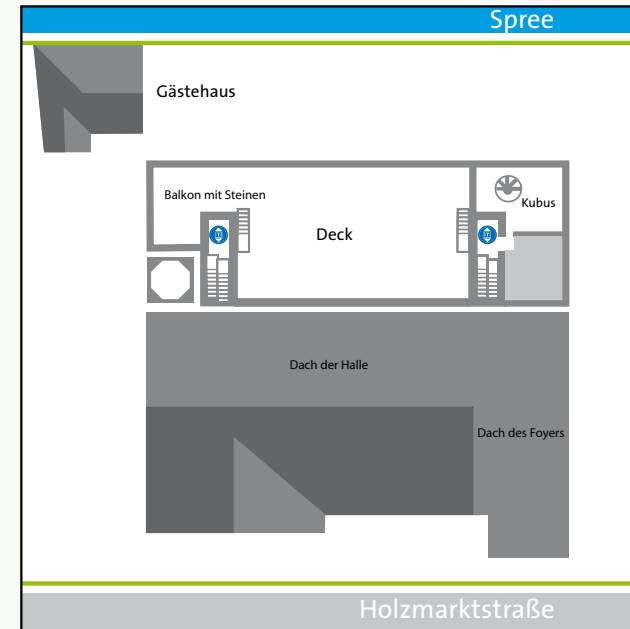 Spree
Gästehaus
Balkon mit Steinen
Kubus
Deck
Dach der Halle
Dach des Foyers
Holzmarktstraße